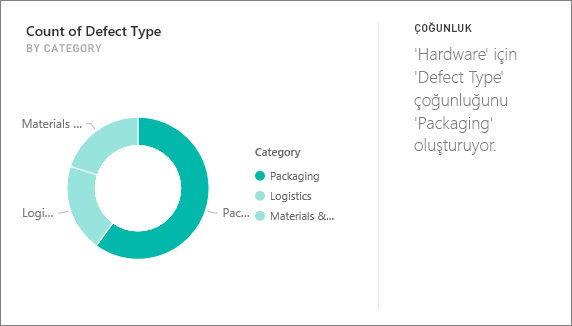 Count of Defect Type
BY CATEGORY
Materials ...
Logi...
Pac...
Category
Packaging
Logistics
Materials &...
ÇOĞUNLUK
'Hardware' için
'Defect Type'
çoğunluğunu
'Packaging'
oluşturuyor.